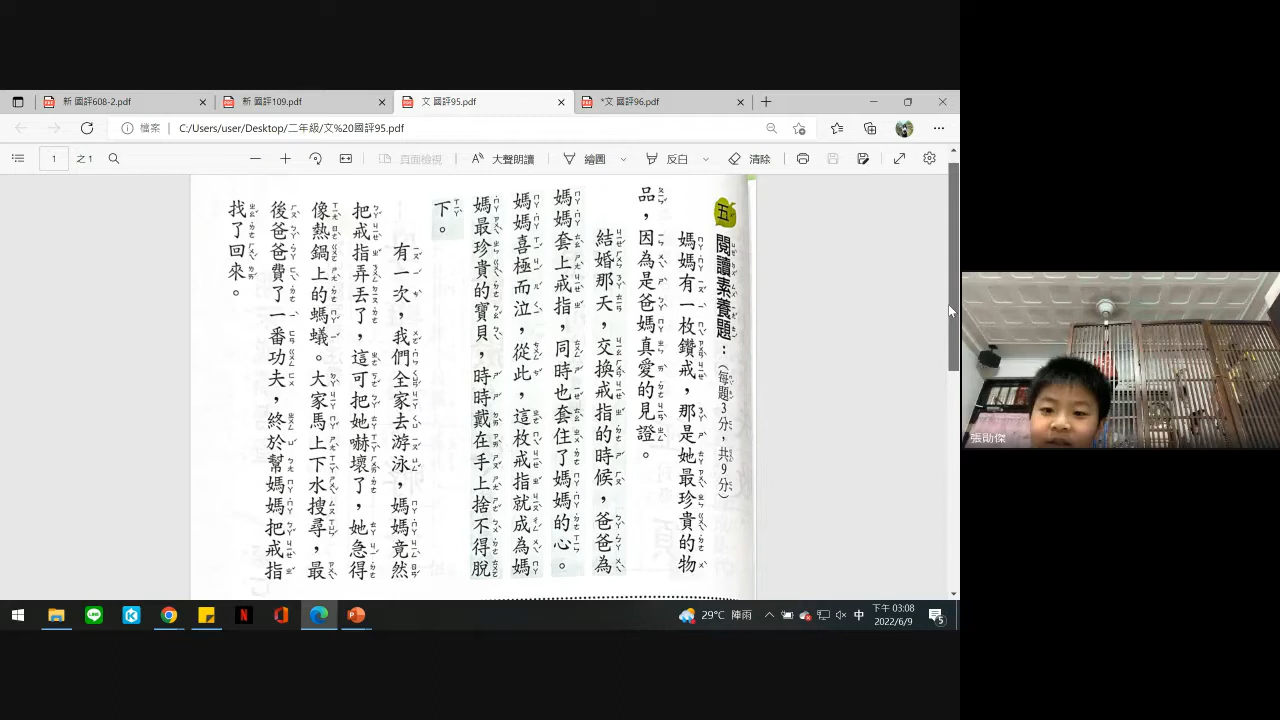 新 國評608-2.pdf
新 國評109.pdf
文 國評95.pdf
*文 國評96.pdf
檔案
C:/Users/user/Desktop/二年級/文%20國評95.pdf
1
之 1
頁面檢視
大聲朗讀
繪圖
反白
清除
五 閱讀素養題:(每題3分,共9分)
媽媽有一枚鑽戒,那是她最珍貴的物
品,因為是爸媽真愛的見證。
結婚那天,交換戒指的時候,爸爸為
媽媽套上戒指,同時也套住了媽媽的心。
媽媽喜極而泣,從此,這枚戒指就成為媽
媽最珍貴的寶貝,時時戴在手上捨不得脫
下。
有一次,我們全家去游泳,媽媽竟然
把戒指弄丟了,這可把她嚇壞了,她急得
像熱鍋上的螞蟻。大家馬上下水搜尋,最
後爸爸費了一番功夫,終於幫媽媽把戒指
找了回來。
張勛傑
29°C 陣雨
中
下午 03:08
2022/6/9
5